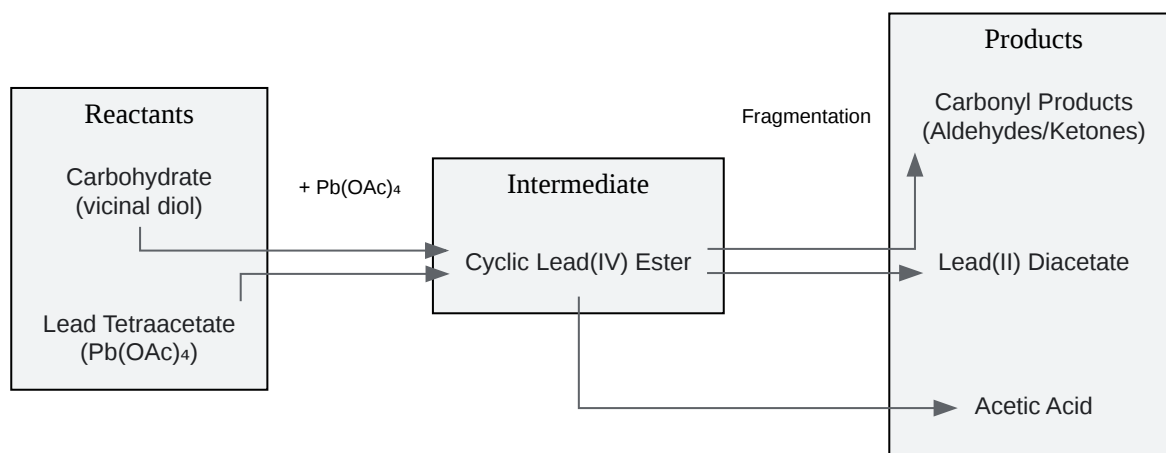 Reactants
Carbohydrate
(vicinal diol)
Lead Tetraacetate
(Pb(OAc)₄)
+ Pb(OAc)₄
Intermediate
Cyclic Lead(IV) Ester
Fragmentation
Products
Carbonyl Products
(Aldehydes/Ketones)
Lead(II) Diacetate
Acetic Acid